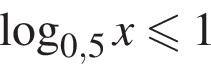 log₀,₅ x ⩽ 1